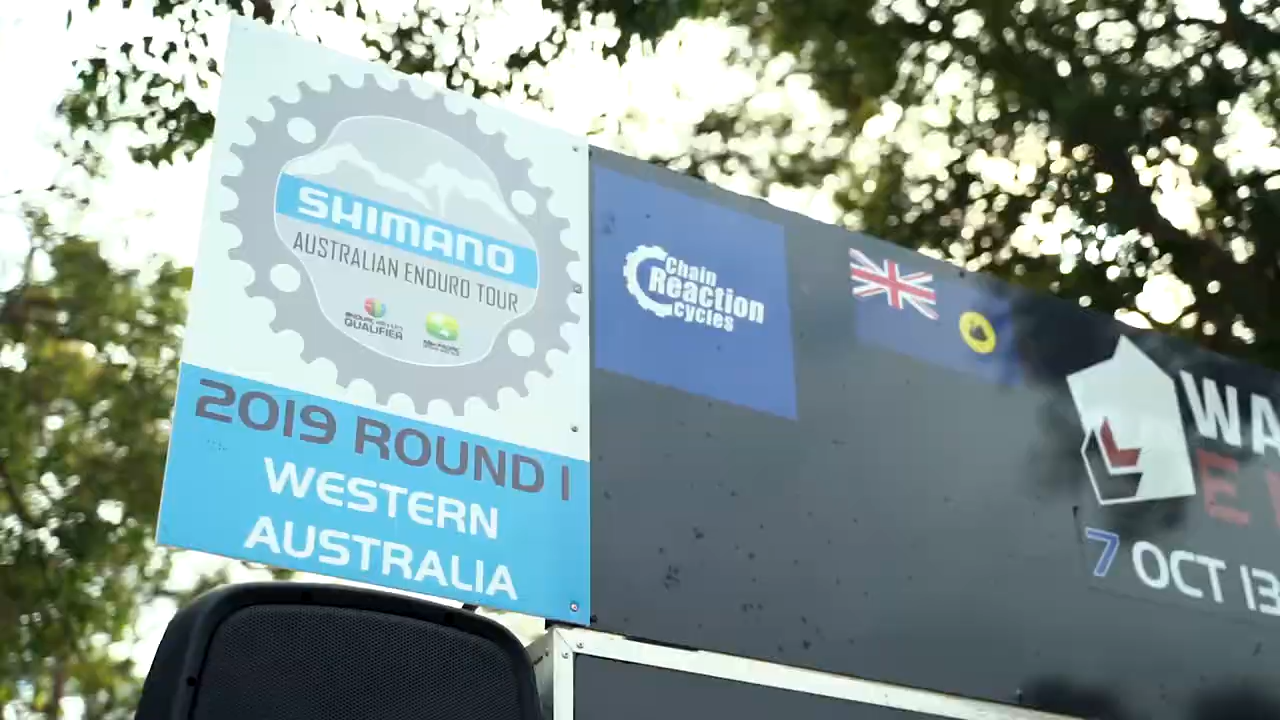 SHIMANO
AUSTRALIAN ENDURO TOUR
QUALIFIER
2019 ROUND 1
WESTERN
AUSTRALIA
Chain
Reaction
Cycles
7 OCT 13